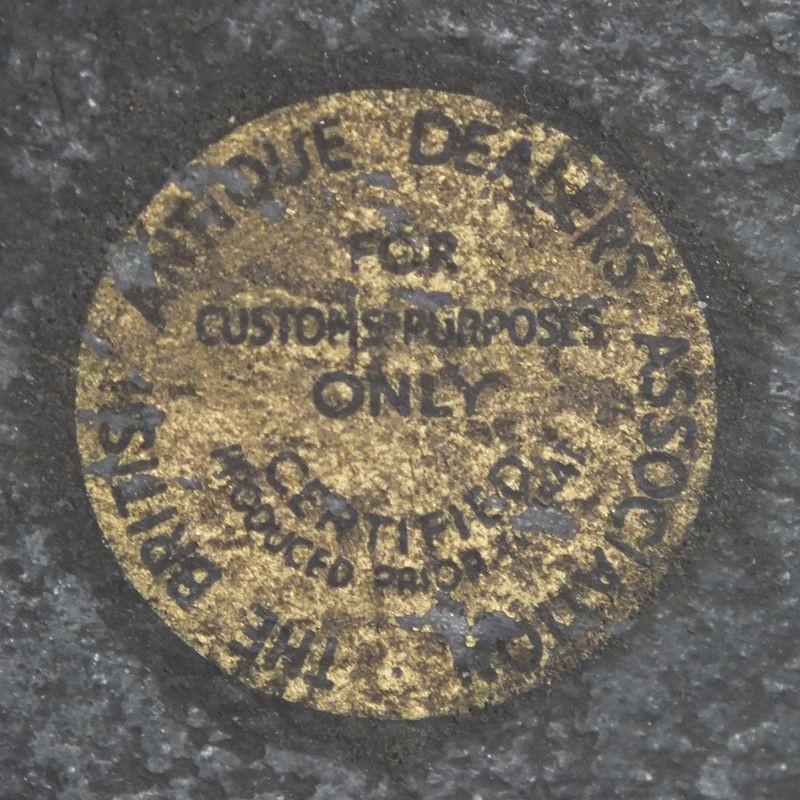 THE BRITISH ANTIQUE DEALERS' ASSOCIATION
FOR
CUSTOMS PURPOSES
ONLY
CERTIFIED
PRODUCED PRIOR